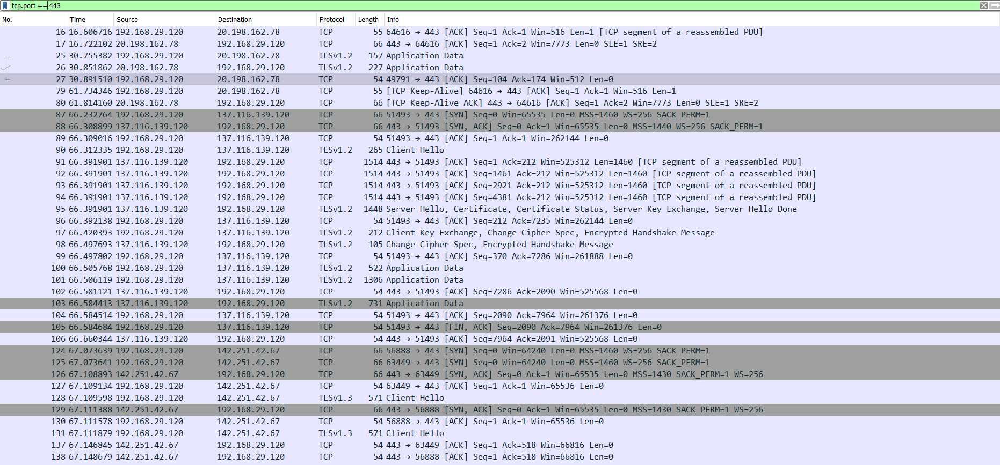 tcp.port == 443
No. Time Source Destination Protocol Length Info
16 16.606716 192.168.29.120 20.198.162.78 TCP 55 64616 → 443 [ACK] Seq=1 Ack=1 Win=516 Len=1 [TCP segment of a reassembled PDU]
17 16.722102 20.198.162.78 192.168.29.120 TCP 66 443 → 64616 [ACK] Seq=1 Ack=2 Win=7773 Len=0 SLE=1 SRE=2
25 30.755382 192.168.29.120 20.198.162.78 TLSv1.2 157 Application Data
26 30.851862 20.198.162.78 192.168.29.120 TLSv1.2 227 Application Data
27 30.891510 192.168.29.120 20.198.162.78 TCP 54 49791 → 443 [ACK] Seq=104 Ack=174 Win=512 Len=0
79 61.734346 192.168.29.120 20.198.162.78 TCP 55 [TCP Keep-Alive] 64616 → 443 [ACK] Seq=1 Ack=1 Win=516 Len=1
80 61.814160 20.198.162.78 192.168.29.120 TCP 66 [TCP Keep-Alive ACK] 443 → 64616 [ACK] Seq=1 Ack=2 Win=7773 Len=0 SLE=1 SRE=2
87 66.232764 192.168.29.120 137.116.139.120 TCP 66 51493 → 443 [SYN] Seq=0 Win=65535 Len=0 MSS=1460 WS=256 SACK_PERM=1
88 66.308899 137.116.139.120 192.168.29.120 TCP 66 443 → 51493 [SYN, ACK] Seq=0 Ack=1 Win=65535 Len=0 MSS=1440 WS=256 SACK_PERM=1
89 66.309016 192.168.29.120 137.116.139.120 TCP 54 51493 → 443 [ACK] Seq=1 Ack=1 Win=262144 Len=0
90 66.312335 192.168.29.120 137.116.139.120 TLSv1.2 265 Client Hello
91 66.391901 137.116.139.120 192.168.29.120 TCP 1514 443 → 51493 [ACK] Seq=1 Ack=212 Win=525312 Len=1460 [TCP segment of a reassembled PDU]
92 66.391901 137.116.139.120 192.168.29.120 TCP 1514 443 → 51493 [ACK] Seq=1461 Ack=212 Win=525312 Len=1460 [TCP segment of a reassembled PDU]
93 66.391901 137.116.139.120 192.168.29.120 TCP 1514 443 → 51493 [ACK] Seq=2921 Ack=212 Win=525312 Len=1460 [TCP segment of a reassembled PDU]
94 66.391901 137.116.139.120 192.168.29.120 TCP 1514 443 → 51493 [ACK] Seq=4381 Ack=212 Win=525312 Len=1460 [TCP segment of a reassembled PDU]
95 66.391901 137.116.139.120 192.168.29.120 TLSv1.2 1448 Server Hello, Certificate, Certificate Status, Server Key Exchange, Server Hello Done
96 66.392138 192.168.29.120 137.116.139.120 TCP 54 51493 → 443 [ACK] Seq=212 Ack=7235 Win=262144 Len=0
97 66.420393 192.168.29.120 137.116.139.120 TLSv1.2 212 Client Key Exchange, Change Cipher Spec, Encrypted Handshake Message
98 66.497693 137.116.139.120 192.168.29.120 TLSv1.2 105 Change Cipher Spec, Encrypted Handshake Message
99 66.497802 192.168.29.120 137.116.139.120 TCP 54 51493 → 443 [ACK] Seq=370 Ack=7286 Win=261888 Len=0
100 66.505768 192.168.29.120 137.116.139.120 TLSv1.2 522 Application Data
101 66.506119 192.168.29.120 137.116.139.120 TLSv1.2 1306 Application Data
102 66.581121 137.116.139.120 192.168.29.120 TCP 54 443 → 51493 [ACK] Seq=7286 Ack=2090 Win=525568 Len=0
103 66.584413 137.116.139.120 192.168.29.120 TLSv1.2 731 Application Data
104 66.584514 192.168.29.120 137.116.139.120 TCP 54 51493 → 443 [ACK] Seq=2090 Ack=7964 Win=261376 Len=0
105 66.584684 192.168.29.120 137.116.139.120 TCP 54 51493 → 443 [FIN, ACK] Seq=2090 Ack=7964 Win=261376 Len=0
106 66.660344 137.116.139.120 192.168.29.120 TCP 54 443 → 51493 [ACK] Seq=7964 Ack=2091 Win=525568 Len=0
124 67.073639 192.168.29.120 142.251.42.67 TCP 66 56888 → 443 [SYN] Seq=0 Win=64240 Len=0 MSS=1460 WS=256 SACK_PERM=1
125 67.073641 192.168.29.120 142.251.42.67 TCP 66 63449 → 443 [SYN] Seq=0 Win=64240 Len=0 MSS=1460 WS=256 SACK_PERM=1
126 67.108893 142.251.42.67 192.168.29.120 TCP 66 443 → 63449 [SYN, ACK] Seq=0 Ack=1 Win=65535 Len=0 MSS=1430 SACK_PERM=1 WS=256
127 67.109134 192.168.29.120 142.251.42.67 TCP 54 63449 → 443 [ACK] Seq=1 Ack=1 Win=65536 Len=0
128 67.109598 192.168.29.120 142.251.42.67 TLSv1.3 571 Client Hello
129 67.111388 142.251.42.67 192.168.29.120 TCP 66 443 → 56888 [SYN, ACK] Seq=0 Ack=1 Win=65535 Len=0 MSS=1430 SACK_PERM=1 WS=256
130 67.111578 192.168.29.120 142.251.42.67 TCP 54 56888 → 443 [ACK] Seq=1 Ack=1 Win=65536 Len=0
131 67.111879 192.168.29.120 142.251.42.67 TLSv1.3 571 Client Hello
137 67.146845 142.251.42.67 192.168.29.120 TCP 54 443 → 63449 [ACK] Seq=1 Ack=518 Win=66816 Len=0
138 67.148679 142.251.42.67 192.168.29.120 TCP 54 443 → 56888 [ACK] Seq=1 Ack=518 Win=66816 Len=0